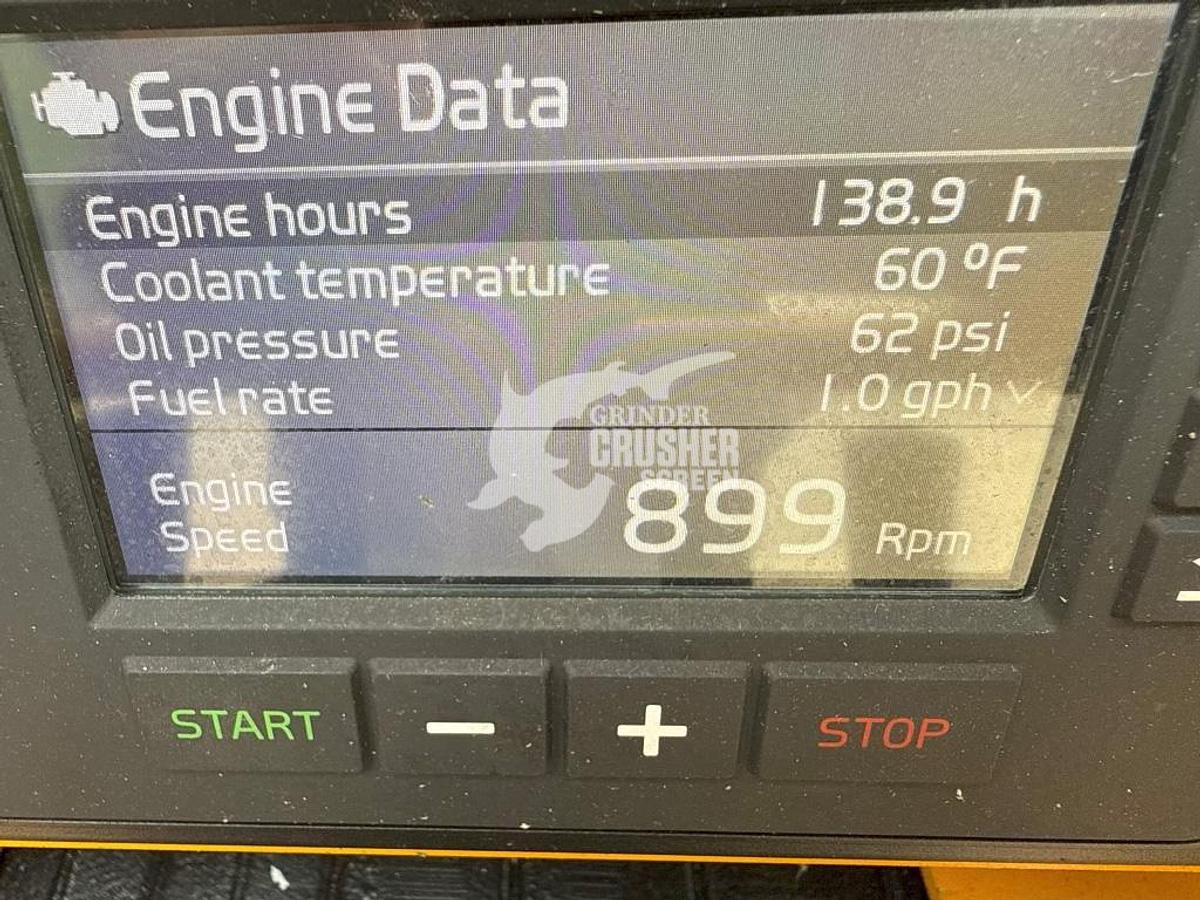 Engine Data
Engine hours 138.9 h
Coolant temperature 60 °F
Oil pressure 62 psi
Fuel rate 1.0 gph
GRINDER
CRUSHER
SCREEN
Engine
Speed 899 Rpm
START − + STOP